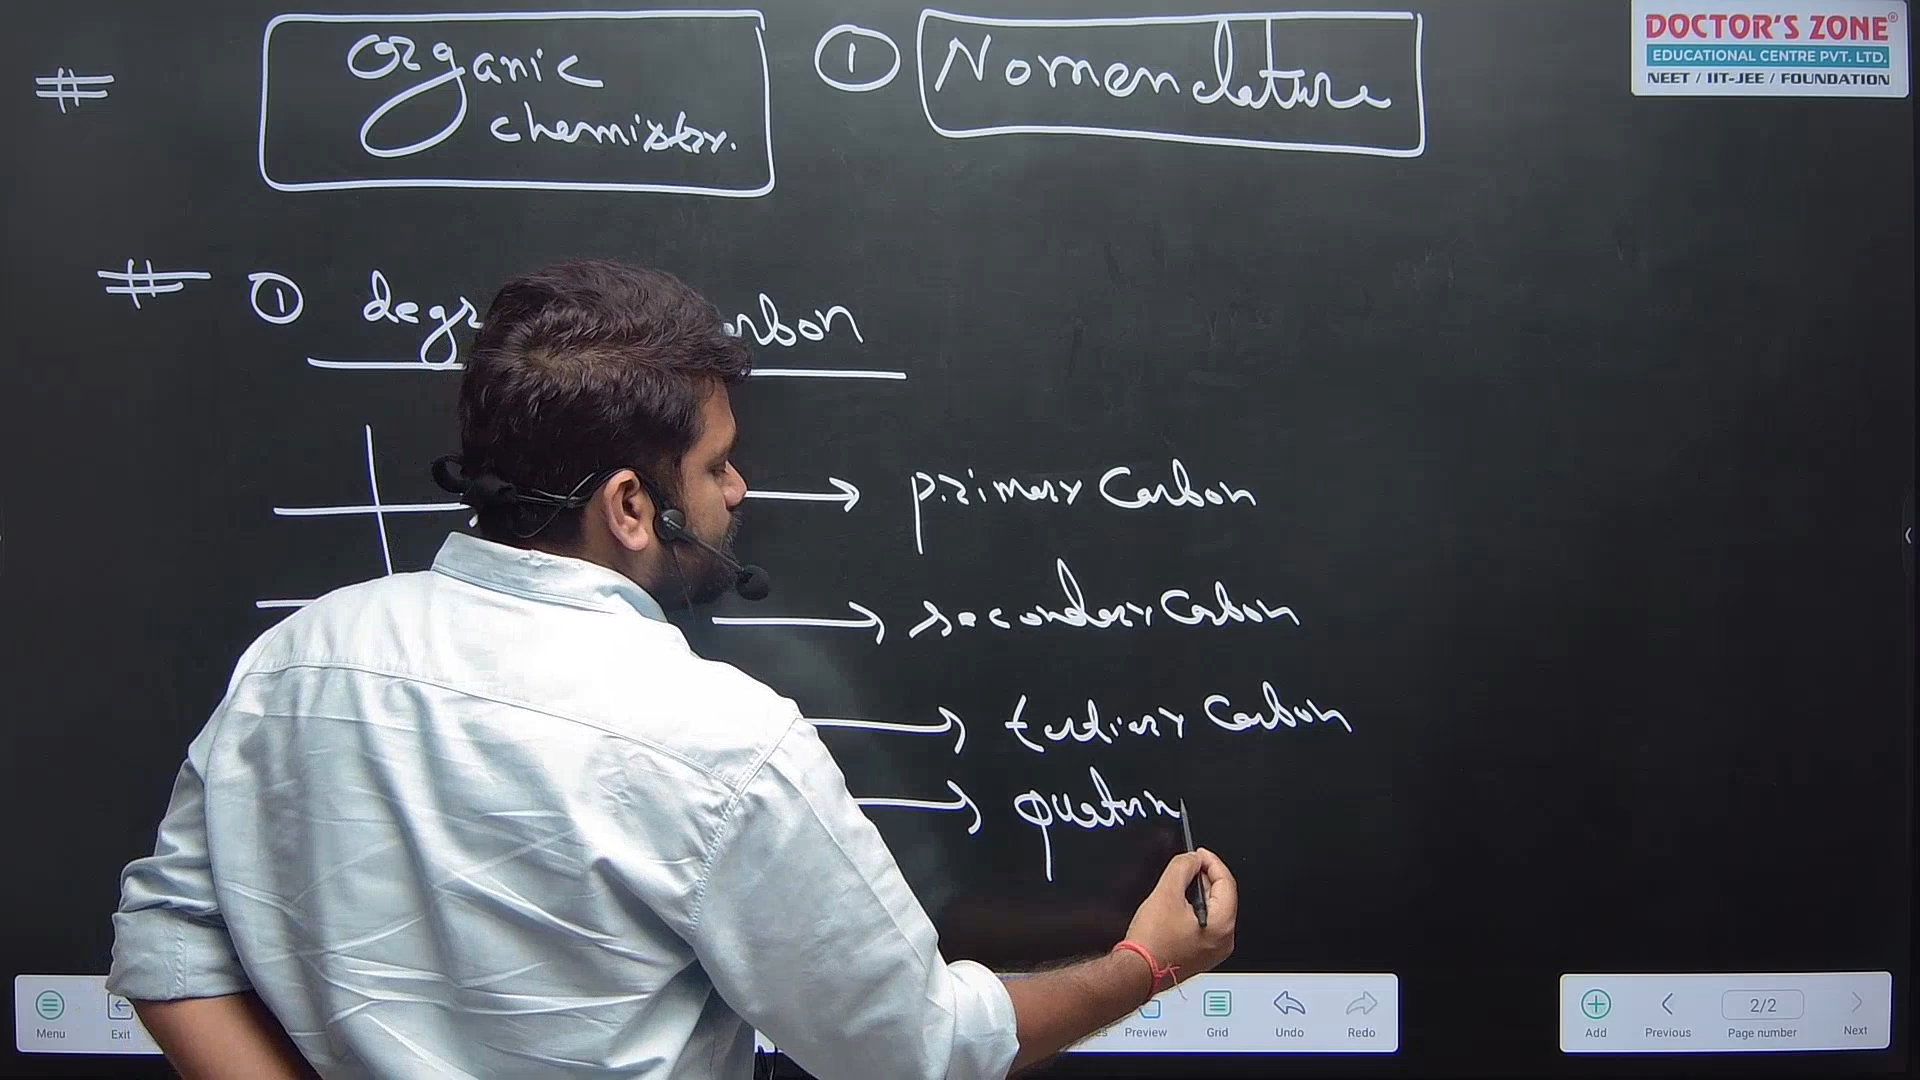 #
Organic
chemistry.
① Nomenclature
DOCTOR'S ZONE®
EDUCATIONAL CENTRE PVT. LTD.
NEET / IIT-JEE / FOUNDATION
# ①
primary Carbon
secondary Carbon
tertiary Carbon
Menu
Exit
Preview
Grid
Undo
Redo
Add
Previous
2/2
Page number
Next